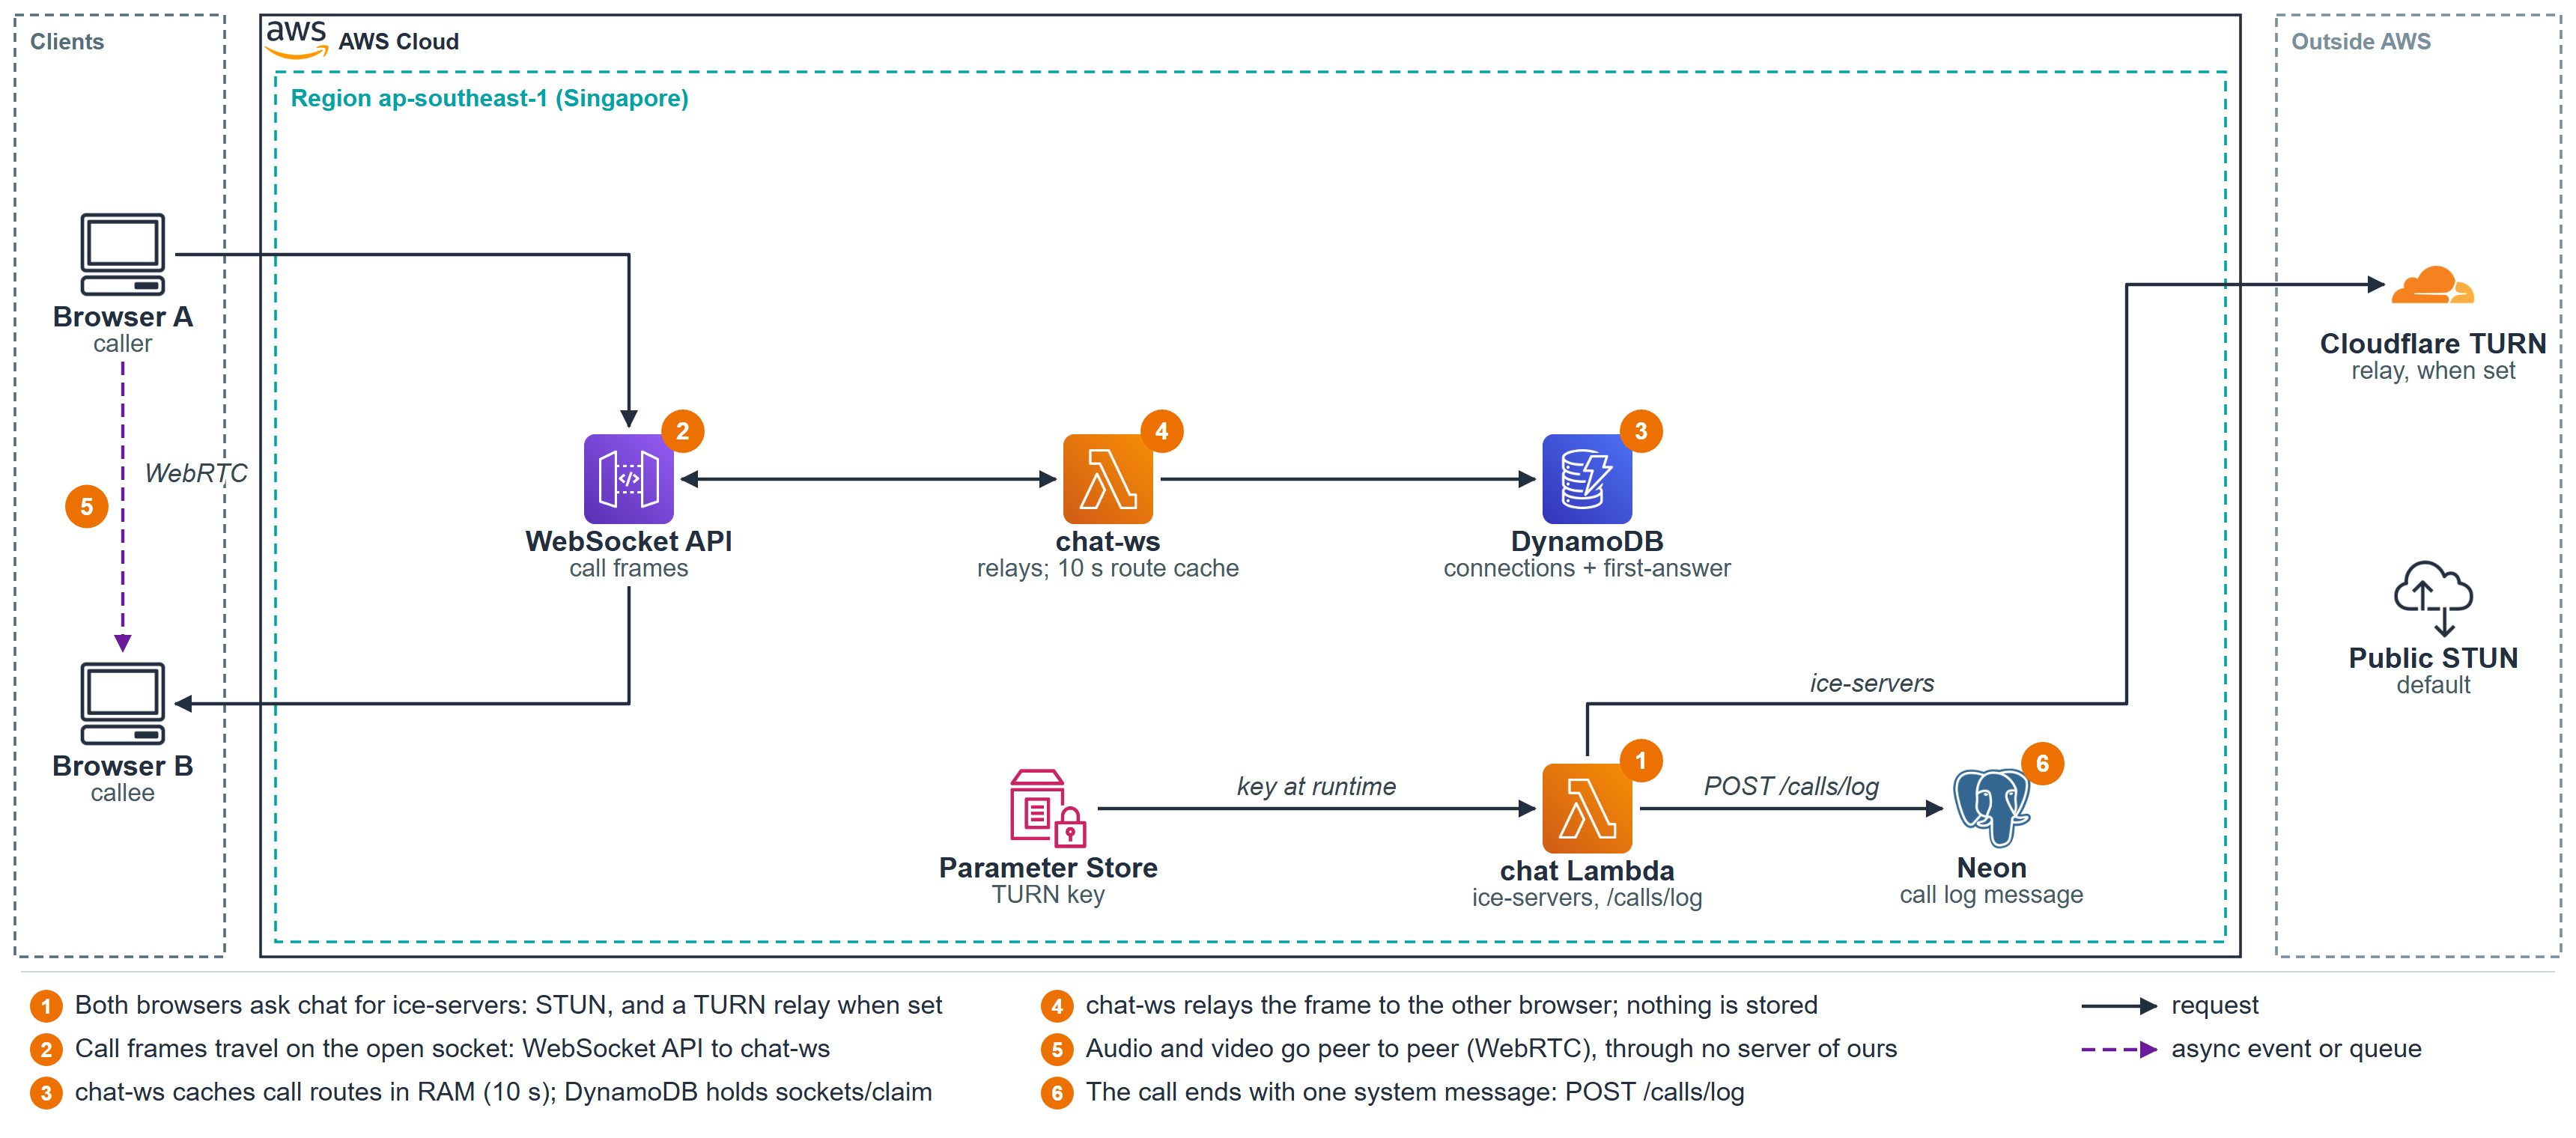 Clients
aws
AWS Cloud
Outside AWS
Region ap-southeast-1 (Singapore)
Browser A
caller
Cloudflare TURN
relay, when set
2
4
3
WebRTC
5
WebSocket API
call frames
chat-ws
relays; 10 s route cache
DynamoDB
connections + first-answer
Public STUN
default
ice-servers
Browser B
callee
1
6
key at runtime
POST /calls/log
Parameter Store
TURN key
chat Lambda
ice-servers, /calls/log
Neon
call log message
1 Both browsers ask chat for ice-servers: STUN, and a TURN relay when set
2 Call frames travel on the open socket: WebSocket API to chat-ws
3 chat-ws caches call routes in RAM (10 s); DynamoDB holds sockets/claim
4 chat-ws relays the frame to the other browser; nothing is stored
5 Audio and video go peer to peer (WebRTC), through no server of ours
6 The call ends with one system message: POST /calls/log
request
async event or queue